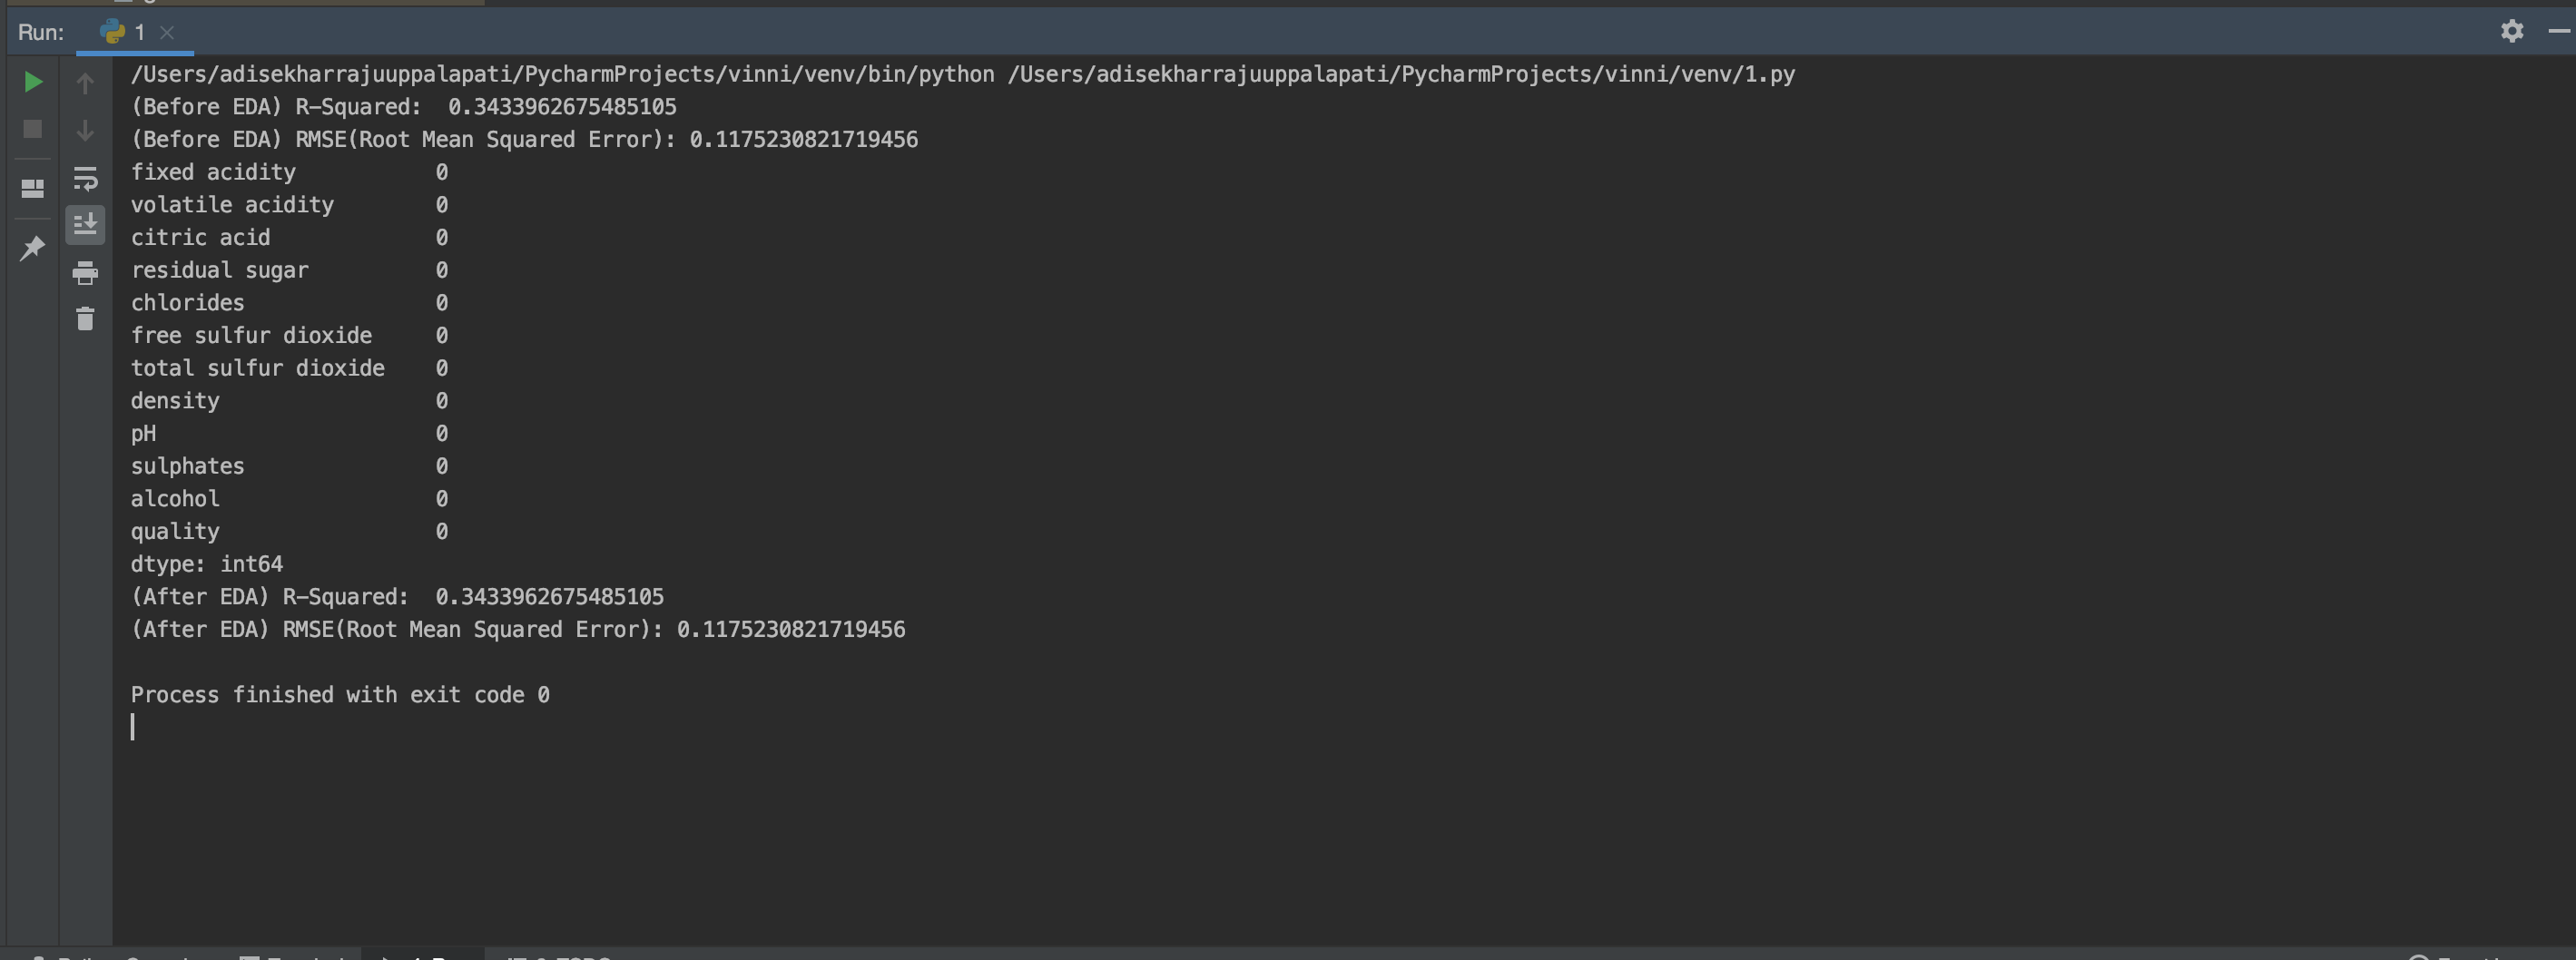 Run: 1
/Users/adisekharrajuuppalapati/PycharmProjects/vinni/venv/bin/python /Users/adisekharrajuuppalapati/PycharmProjects/vinni/venv/1.py
(Before EDA) R-Squared:  0.3433962675485105
(Before EDA) RMSE(Root Mean Squared Error): 0.1175230821719456
fixed acidity           0
volatile acidity        0
citric acid             0
residual sugar          0
chlorides               0
free sulfur dioxide     0
total sulfur dioxide    0
density                 0
pH                      0
sulphates               0
alcohol                 0
quality                 0
dtype: int64
(After EDA) R-Squared:  0.3433962675485105
(After EDA) RMSE(Root Mean Squared Error): 0.1175230821719456
Process finished with exit code 0